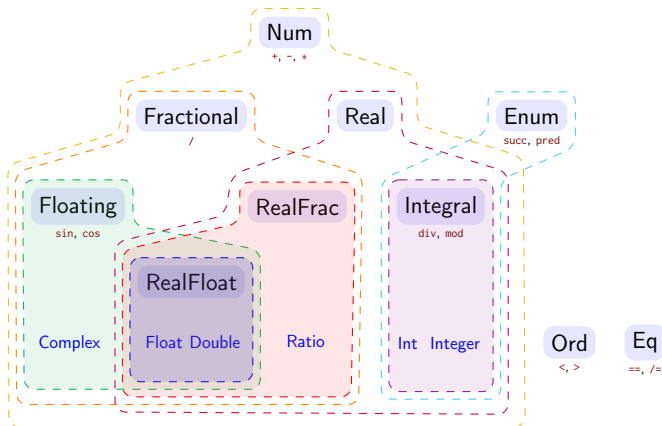 Num
+, -, *
Fractional Real Enum
/ succ, pred
Floating RealFrac Integral
sin, cos div, mod
RealFloat
Complex Float Double Ratio Int Integer Ord Eq
<, > ==, /=